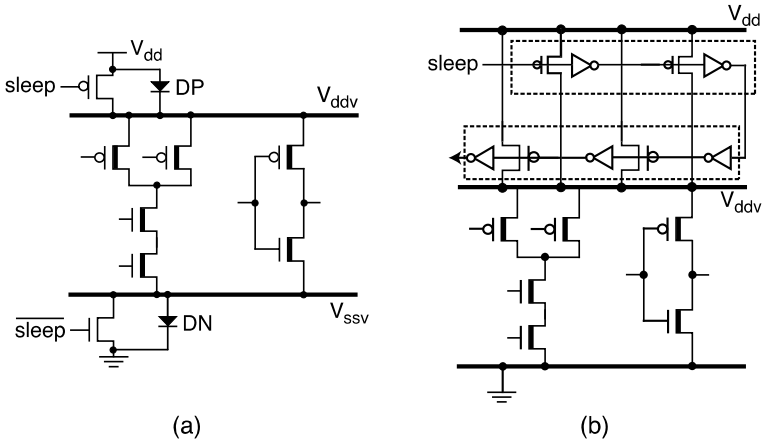 V_dd
sleep
DP
V_ddv
V_ssv
sleep
DN
(a)
V_dd
sleep
V_ddv
(b)